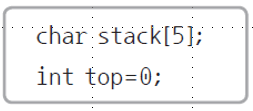 char stack[5];
int top=0;